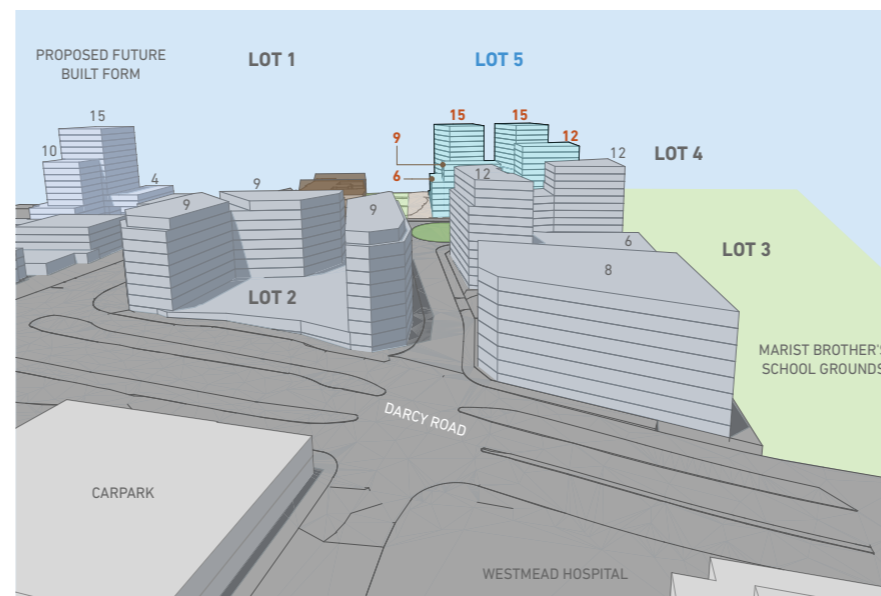 PROPOSED FUTURE
BUILT FORM
LOT 1
LOT 5
15
10
4
9
9
9
LOT 2
15
15
9
12
6
12
12
LOT 4
6
8
LOT 3
MARIST BROTHER'S
SCHOOL GROUNDS
DARCY ROAD
CARPARK
WESTMEAD HOSPITAL